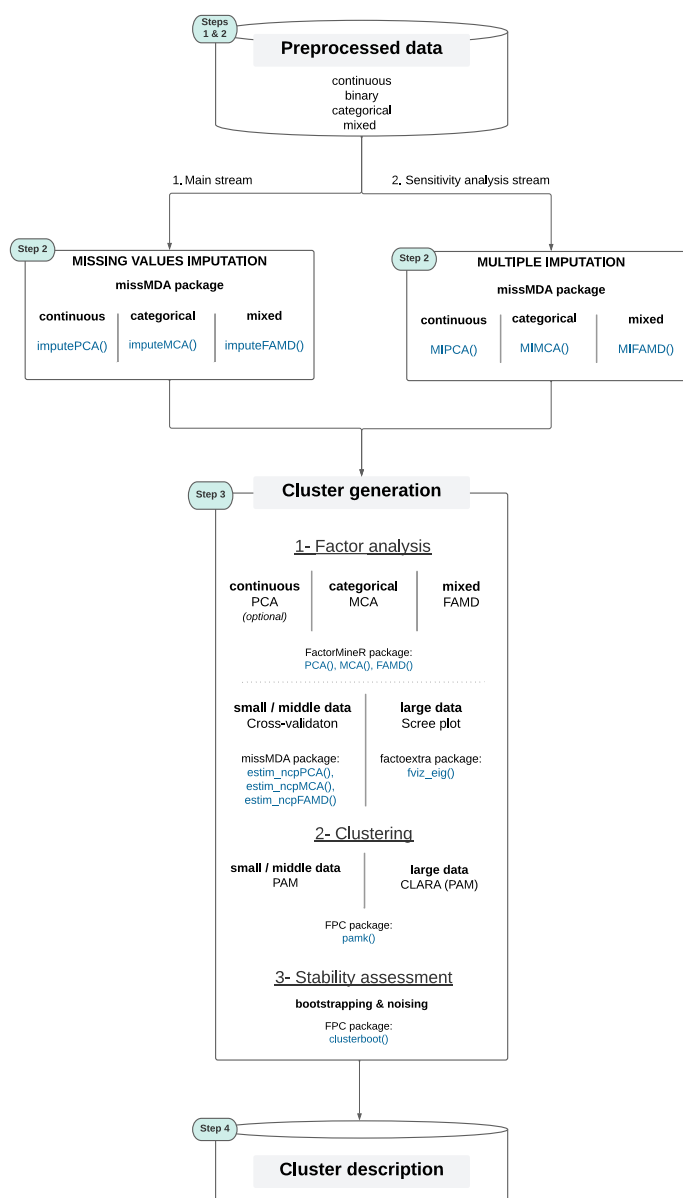 Steps
1 & 2
Preprocessed data
continuous
binary
categorical
mixed
1. Main stream
2. Sensitivity analysis stream
Step 2
MISSING VALUES IMPUTATION
missMDA package
continuous
categorical
mixed
imputePCA()
imputeMCA()
imputeFAMD()
Step 2
MULTIPLE IMPUTATION
missMDA package
continuous
categorical
mixed
MIPCA()
MIMCA()
MIFAMD()
Step 3
Cluster generation
1- Factor analysis
continuous
PCA
(optional)
categorical
MCA
mixed
FAMD
FactorMineR package:
PCA(), MCA(), FAMD()
small / middle data
Cross-validaton
missMDA package:
estim_ncpPCA(),
estim_ncpMCA(),
estim_ncpFAMD()
large data
Scree plot
factoextra package:
fviz_eig()
2- Clustering
small / middle data
PAM
large data
CLARA (PAM)
FPC package:
pamk()
3- Stability assessment
bootstrapping & noising
FPC package:
clusterboot()
Step 4
Cluster description